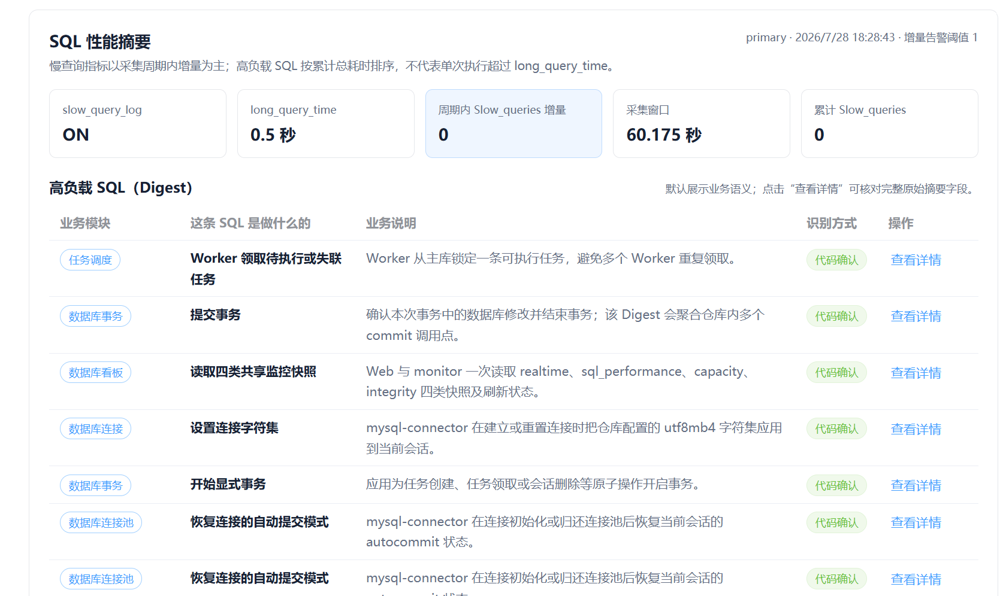 SQL 性能摘要
primary · 2026/7/28 18:28:43 · 增量告警阈值 1
慢查询指标以采集周期内增量为主；高负载 SQL 按累计总耗时排序，不代表单次执行超过 long_query_time。
slow_query_log
ON
long_query_time
0.5 秒
周期内 Slow_queries 增量
0
采集窗口
60.175 秒
累计 Slow_queries
0
高负载 SQL（Digest）
默认展示业务语义；点击“查看详情”可核对完整原始摘要字段。
业务模块 这条 SQL 是做什么的 业务说明 识别方式 操作
任务调度
Worker 领取待执行或失联
任务
Worker 从主库锁定一条可执行任务，避免多个 Worker 重复领取。
代码确认
查看详情
数据库事务
提交事务
确认本次事务中的数据库修改并结束事务；该 Digest 会聚合仓库内多个
commit 调用点。
代码确认
查看详情
数据库看板
读取四类共享监控快照
Web 与 monitor 一次读取 realtime、sql_performance、capacity、
integrity 四类快照及刷新状态。
代码确认
查看详情
数据库连接
设置连接字符集
mysql-connector 在建立或重置连接时把仓库配置的 utf8mb4 字符集应用
到当前会话。
代码确认
查看详情
数据库事务
开始显式事务
应用为任务创建、任务领取或会话删除等原子操作开启事务。
代码确认
查看详情
数据库连接池
恢复连接的自动提交模式
mysql-connector 在连接初始化或归还连接池后恢复当前会话的
autocommit 状态。
代码确认
查看详情
数据库连接池
恢复连接的自动提交模式
mysql-connector 在连接初始化或归还连接池后恢复当前会话的
代码确认
查看详情